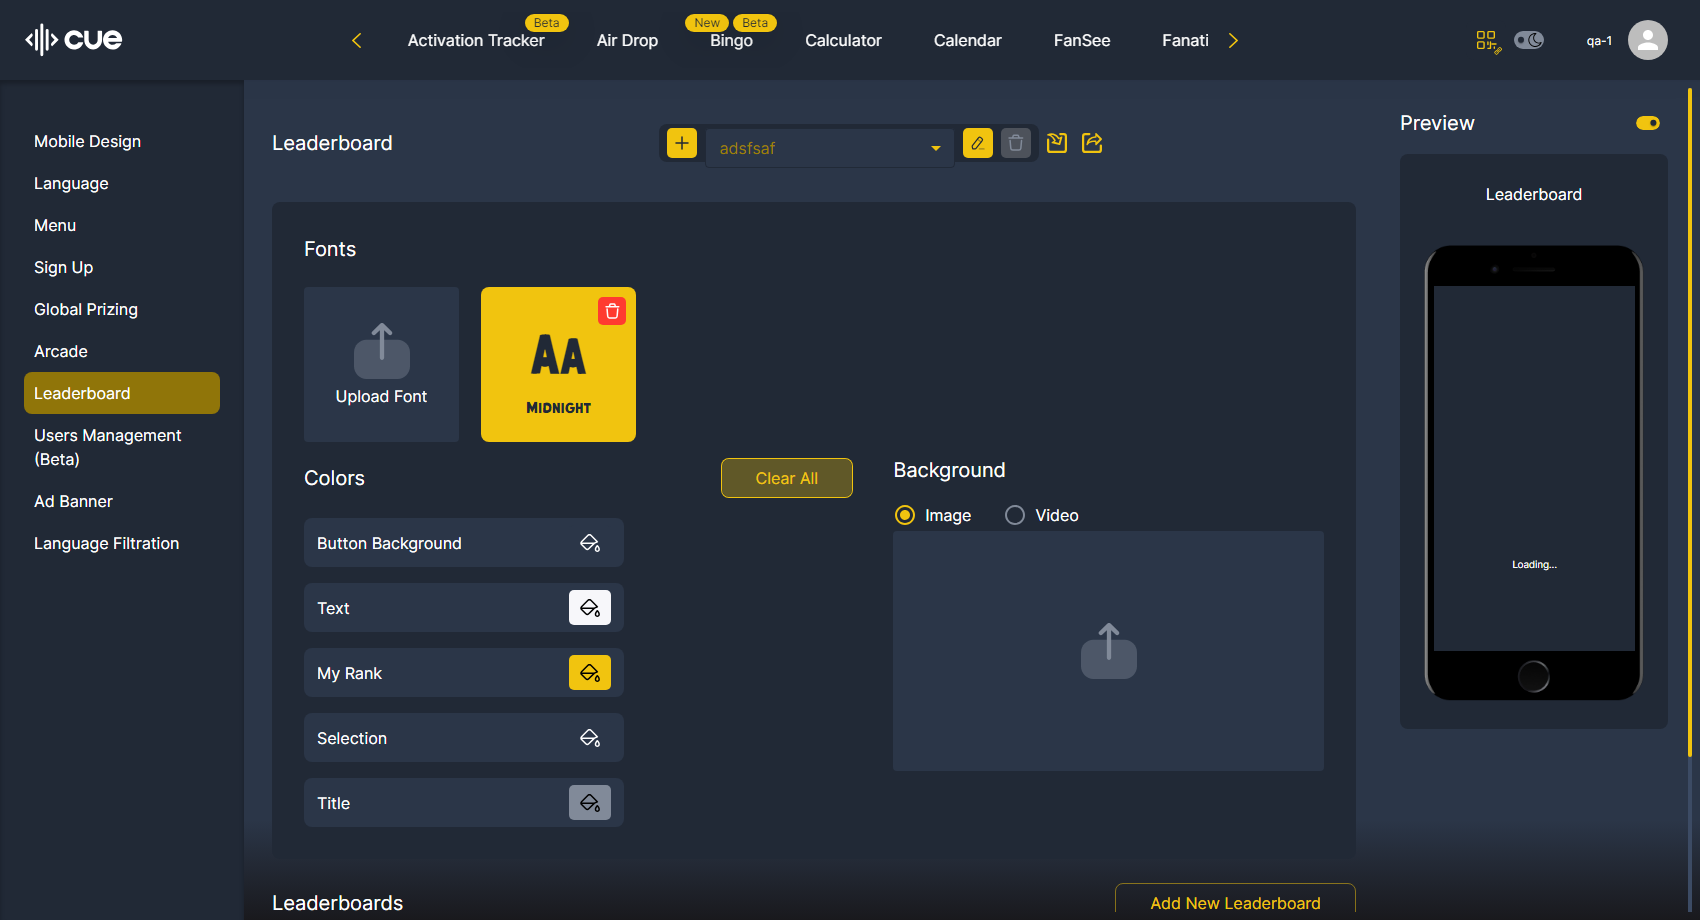 cue
Beta
New
Beta
Activation Tracker
Air Drop
Bingo
Calculator
Calendar
FanSee
Fanati
qa-1
Mobile Design
Language
Menu
Sign Up
Global Prizing
Arcade
Leaderboard
Users Management
(Beta)
Ad Banner
Language Filtration
Leaderboard
adsfsaf
Fonts
Upload Font
AA
MIDNIGHT
Colors
Clear All
Button Background
Text
My Rank
Selection
Title
Background
Image
Video
Leaderboards
Add New Leaderboard
Preview
Leaderboard
Loading...